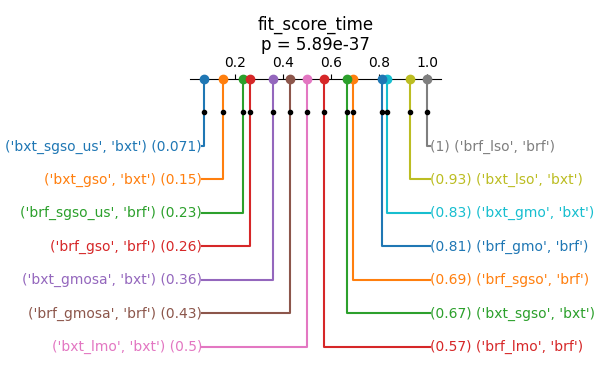 fit_score_time
p = 5.89e-37
0.2 0.4 0.6 0.8 1.0
('bxt_sgso_us', 'bxt') (0.071) (1) ('brf_lso', 'brf')
('bxt_gso', 'bxt') (0.15) (0.93) ('bxt_lso', 'bxt')
('brf_sgso_us', 'brf') (0.23) (0.83) ('bxt_gmo', 'bxt')
('brf_gso', 'brf') (0.26) (0.81) ('brf_gmo', 'brf')
('bxt_gmosa', 'bxt') (0.36) (0.69) ('brf_sgso', 'brf')
('brf_gmosa', 'brf') (0.43) (0.67) ('bxt_sgso', 'bxt')
('bxt_lmo', 'bxt') (0.5) (0.57) ('brf_lmo', 'brf')